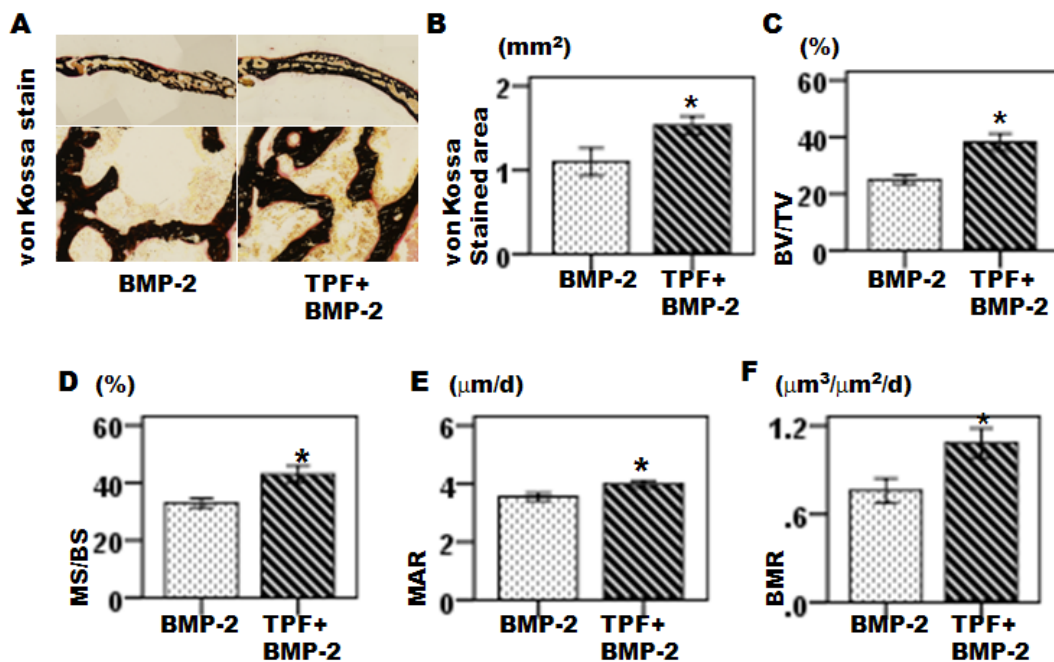 A
von Kossa stain
BMP-2
TPF+
BMP-2
B
(mm²)
von Kossa
Stained area
2
1
0
*
BMP-2
TPF+
BMP-2
C
(%)
BV/TV
60
40
20
0
*
BMP-2
TPF+
BMP-2
D
(%)
MS/BS
60
40
20
0
*
BMP-2
TPF+
BMP-2
E
(μm/d)
MAR
6
4
2
0
*
BMP-2
TPF+
BMP-2
F
(μm³/μm²/d)
BMR
1.2
.6
.0
*
BMP-2
TPF+
BMP-2